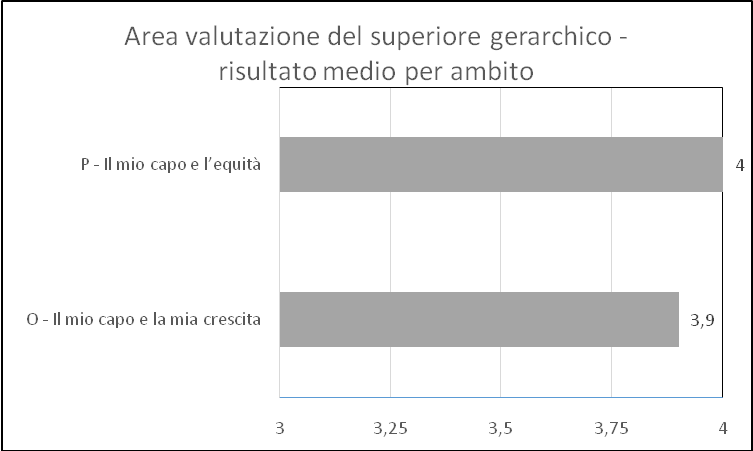 Area valutazione del superiore gerarchico -
risultato medio per ambito
P - Il mio capo e l’equità
4
O - Il mio capo e la mia crescita
3,9
3
3,25
3,5
3,75
4